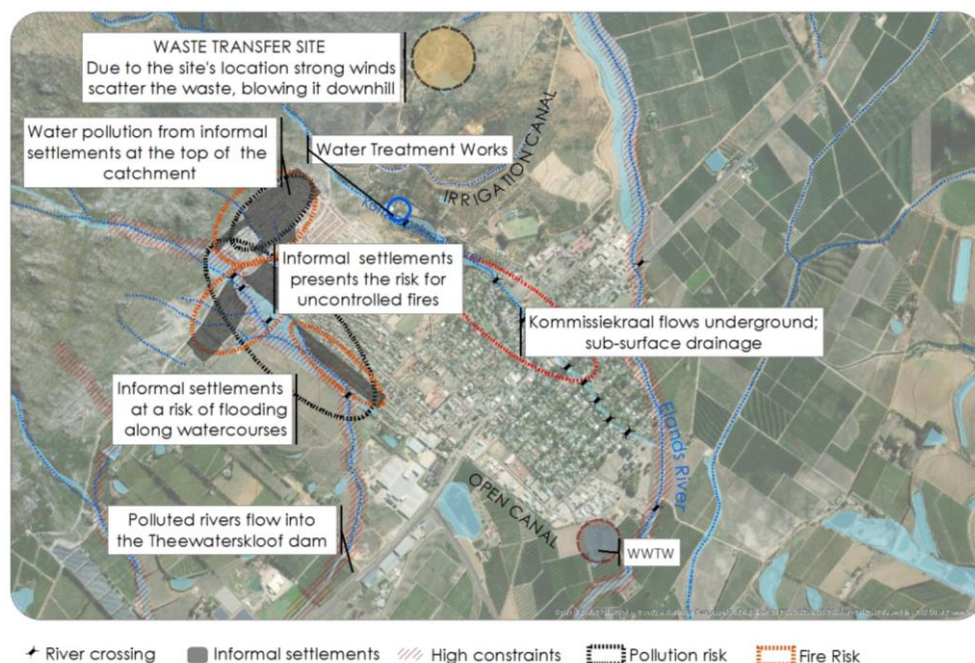 WASTE TRANSFER SITE
Due to the site's location strong winds
scatter the waste, blowing it downhill
Water pollution from informal
settlements at the top of the
catchment
Water Treatment Works
IRRIGATION CANAL
Informal settlements
presents the risk for
uncontrolled fires
Kommissiekraal flows underground;
sub-surface drainage
Informal settlements
at a risk of flooding
along watercourses
Elands River
OPEN CANAL
Polluted rivers flow into
the Theewaterskloof dam
WWTW
River crossing
Informal settlements
High constraints
Pollution risk
Fire Risk